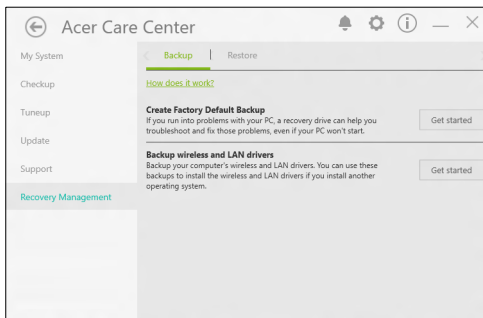 Acer Care Center
My System
Checkup
Tuneup
Update
Support
Recovery Management
Backup
Restore
How does it work?
Create Factory Default Backup
If you run into problems with your PC, a recovery drive can help you
troubleshoot and fix those problems, even if your PC won't start.
Get started
Backup wireless and LAN drivers
Backup your computer's wireless and LAN drivers. You can use these
backups to install the wireless and LAN drivers if you install another
operating system.
Get started